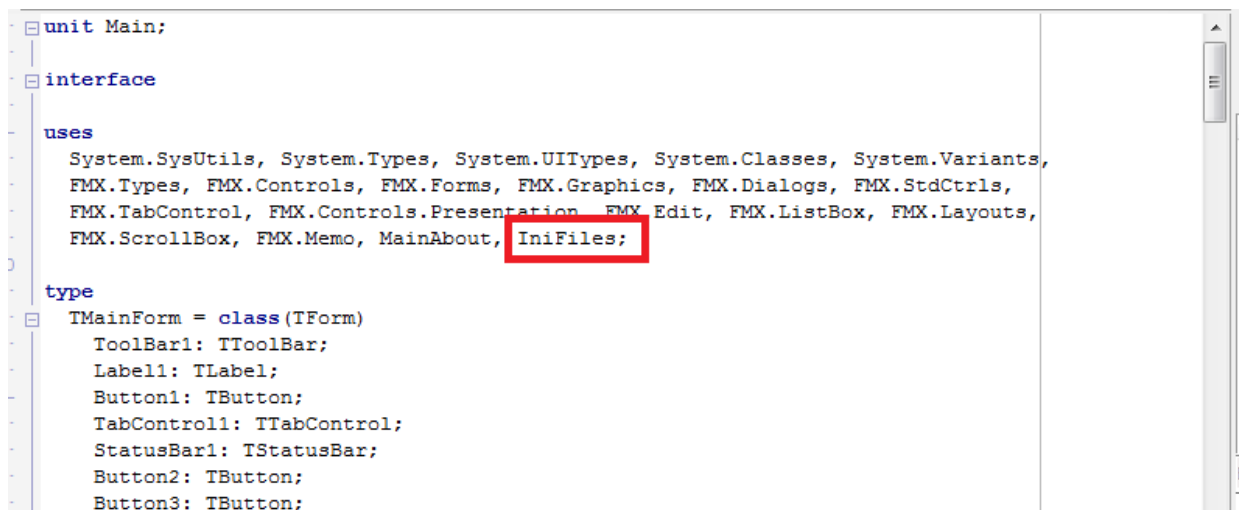 unit Main;
interface
uses
System.SysUtils, System.Types, System.UITypes, System.Classes, System.Variants,
FMX.Types, FMX.Controls, FMX.Forms, FMX.Graphics, FMX.Dialogs, FMX.StdCtrls,
FMX.TabControl, FMX.Controls.Presentation, FMX.Edit, FMX.ListBox, FMX.Layouts,
FMX.ScrollBox, FMX.Memo, MainAbout, IniFiles;
type
TMainForm = class(TForm)
ToolBar1: TToolBar;
Label1: TLabel;
Button1: TButton;
TabControl1: TTabControl;
StatusBar1: TStatusBar;
Button2: TButton;
Button3: TButton;